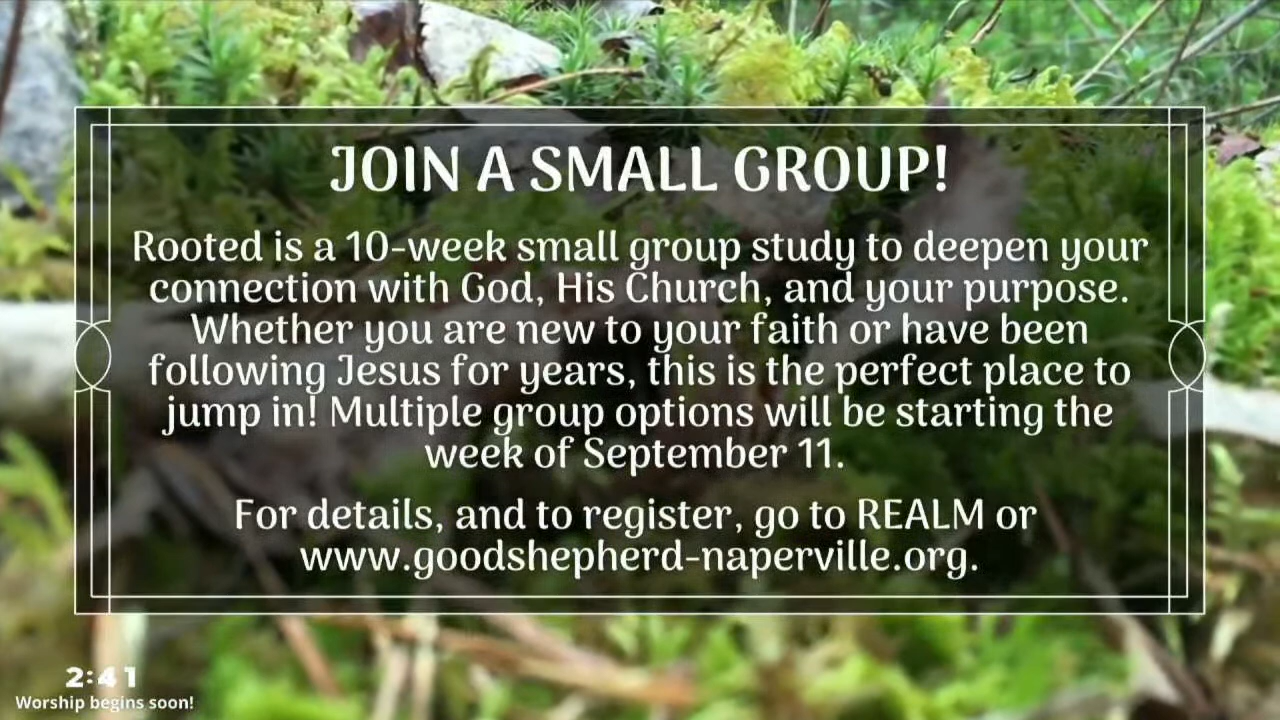 JOIN A SMALL GROUP!
Rooted is a 10-week small group study to deepen your
connection with God, His Church, and your purpose.
Whether you are new to your faith or have been
following Jesus for years, this is the perfect place to
jump in! Multiple group options will be starting the
week of September 11.
For details, and to register, go to REALM or
www.goodshepherd-naperville.org.
2:41
Worship begins soon!